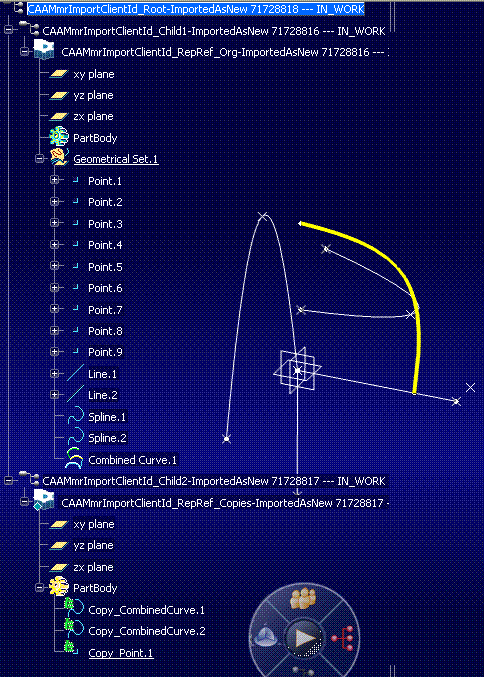 CAAMmrImportClientId_Root-ImportedAsNew 71728818 --- IN_WORK
CAAMmrImportClientId_Child1-ImportedAsNew 71728816 --- IN_WORK
CAAMmrImportClientId_RepRef_Org-ImportedAsNew 71728816 ---
xy plane
yz plane
zx plane
PartBody
Geometrical Set.1
Point.1
Point.2
Point.3
Point.4
Point.5
Point.6
Point.7
Point.8
Point.9
Line.1
Line.2
Spline.1
Spline.2
Combined Curve.1
CAAMmrImportClientId_Child2-ImportedAsNew 71728817 --- IN_WORK
CAAMmrImportClientId_RepRef_Copies-ImportedAsNew 71728817 -
xy plane
yz plane
zx plane
PartBody
Copy_CombinedCurve.1
Copy_CombinedCurve.2
Copy_Point.1